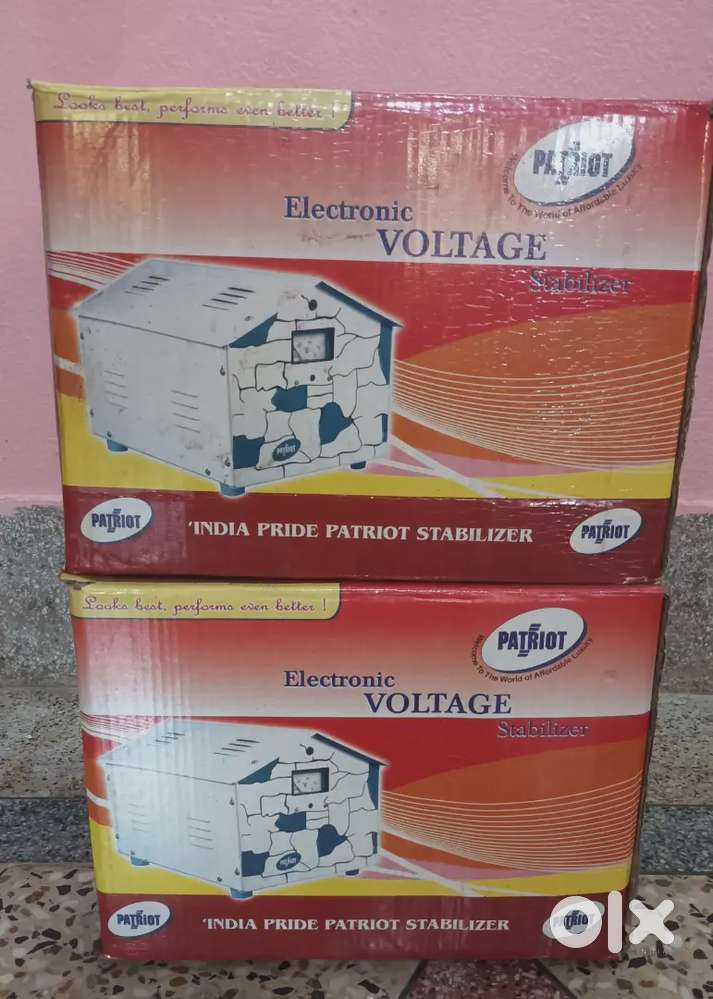 Looks best, performs even better !
PATRIOT
Welcome To The World of Affordable Luxury
Electronic
VOLTAGE
Stabilizer
PATRIOT
PATRIOT
'INDIA PRIDE PATRIOT STABILIZER
PATRIOT
Looks best, performs even better !
PATRIOT
Welcome To The World of Affordable Luxury
Electronic
VOLTAGE
Stabilizer
PATRIOT
PATRIOT
'INDIA PRIDE PATRIOT STABILIZER
PATRIOT
olx